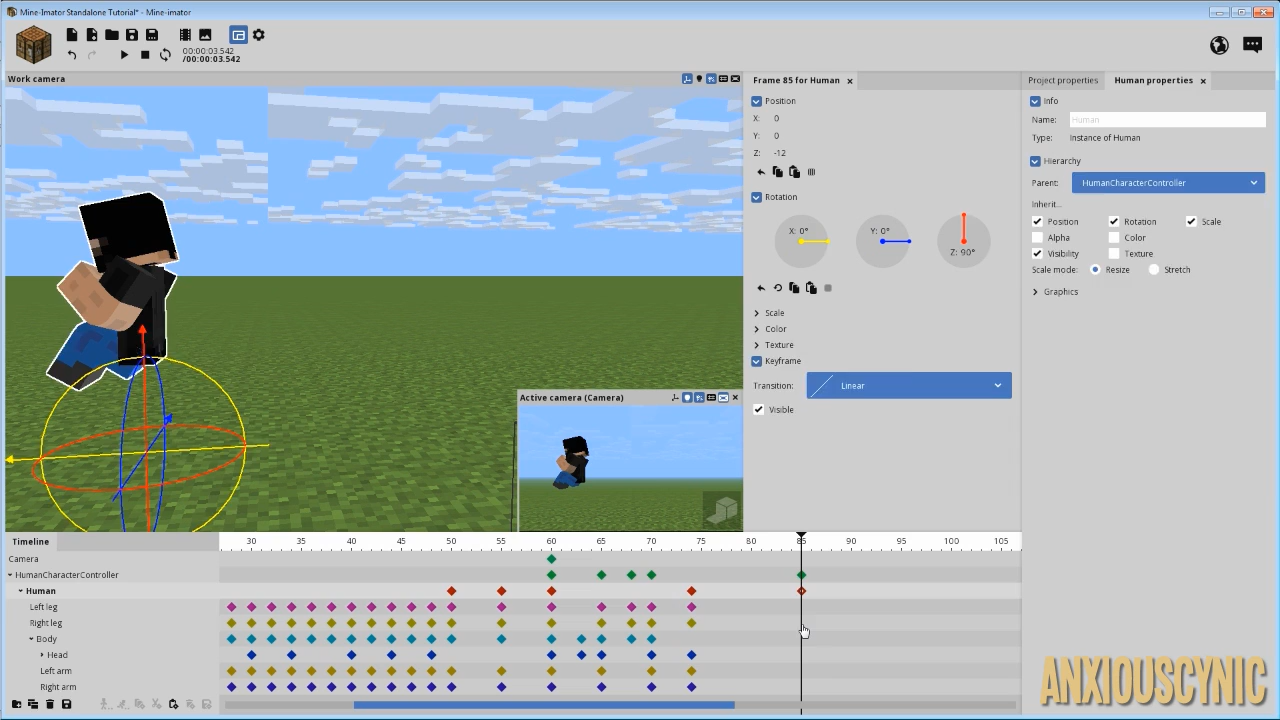 Mine-Imator Standalone Tutorial* - Mine-imator
00:00:03.542
/00:00:03.542
Work camera
Frame 85 for Human
Position
X: 0
Y: 0
Z: -12
Rotation
X: 0° Y: 0° Z: 90°
Scale
Color
Texture
Keyframe
Transition: Linear
Visible
Project properties Human properties
Info
Name: Human
Type: Instance of Human
Hierarchy
Parent: HumanCharacterController
Inherit...
Position Rotation Scale
Alpha Color
Visibility Texture
Scale mode: Resize Stretch
Graphics
Active camera (Camera)
Timeline
30 35 40 45 50 55 60 65 70 75 80 85 90 95 100 105
Camera
HumanCharacterController
Human
Left leg
Right leg
Body
Head
Left arm
Right arm
ANXIOUSCYNIC